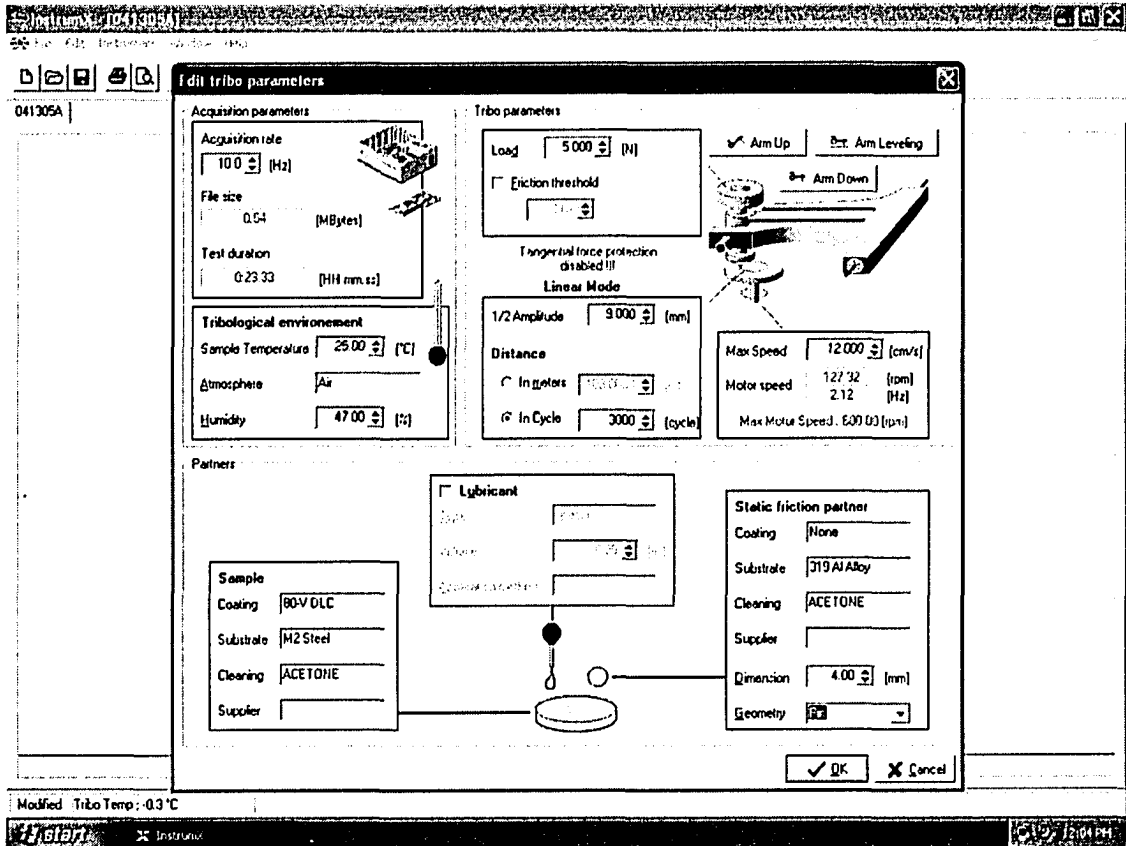 InstrumX - [041305A]
Edit tribo parameters
041305A
Acquisition parameters
Acquisition rate
10.0 [Hz]
File size
0.54 [MBytes]
Test duration
0:23:33 [HH:mm:ss]
Tribological environement
Sample Temperature 25.00 [°C]
Atmosphere Air
Humidity 47.00 [%]
Tribo parameters
Load 5.000 [N]
Friction threshold
Tangential force protection
disabled !!!
Linear Mode
1/2 Amplitude 9.000 [mm]
Distance
In meters
In Cycle 3000 [cycle]
Arm Up
Arm Leveling
Arm Down
Max Speed 12.000 [cm/s]
Motor speed 127.32 [rpm]
2.12 [Hz]
Max Motor Speed : 600.00 [rpm]
Partners
Lubricant
Sample
Coating
Substrate M2 Steel
Cleaning ACETONE
Supplier
Static friction partner
Coating None
Substrate 319 Al Alloy
Cleaning ACETONE
Supplier
Dimension 4.00 [mm]
Geometry
OK
Cancel
Modified Tribo Temp : -0.3 °C
start
2:04 PM